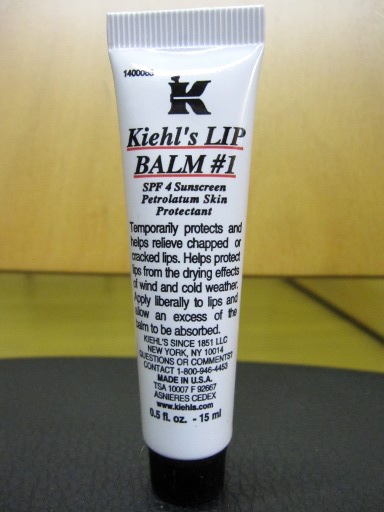 K
Kiehl's LIP
BALM #1
SPF 4 Sunscreen
Petrolatum Skin
Protectant
Temporarily protects and
helps relieve chapped or
cracked lips. Helps protect
lips from the drying effects
of wind and cold weather.
Apply liberally to lips and
allow an excess of the
balm to be absorbed.
KIEHL'S SINCE 1851 LLC
NEW YORK, NY 10014
QUESTIONS OR COMMENTS?
CONTACT 1-800-946-4453
MADE IN U.S.A.
TSA 10007 F 92667
ASNIERES CEDEX
www.kiehls.com
0.5 fl. oz. - 15 ml